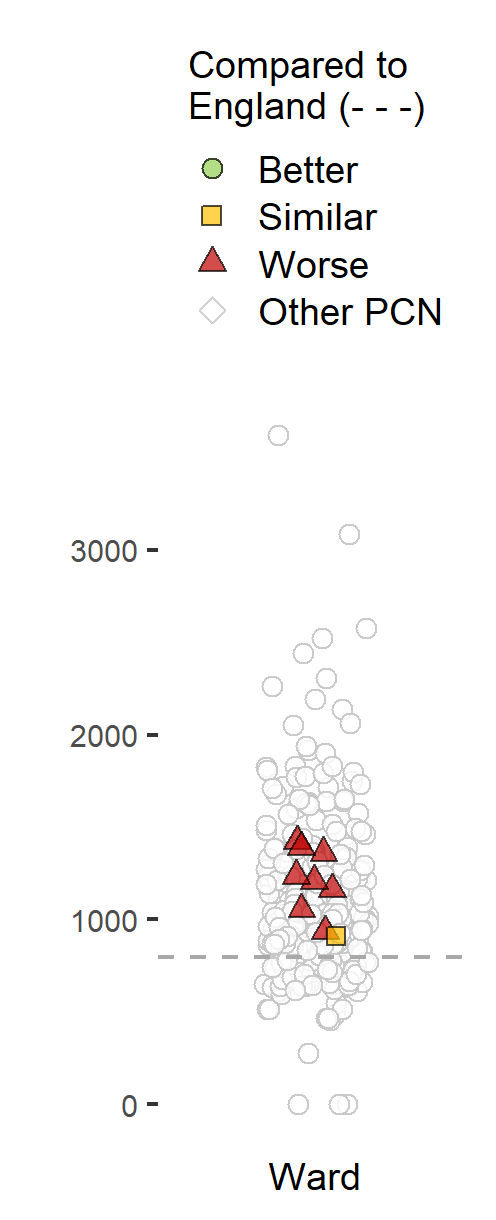 Compared to
England (- - -)
Better
Similar
Worse
Other PCN
3000
2000
1000
0
Ward